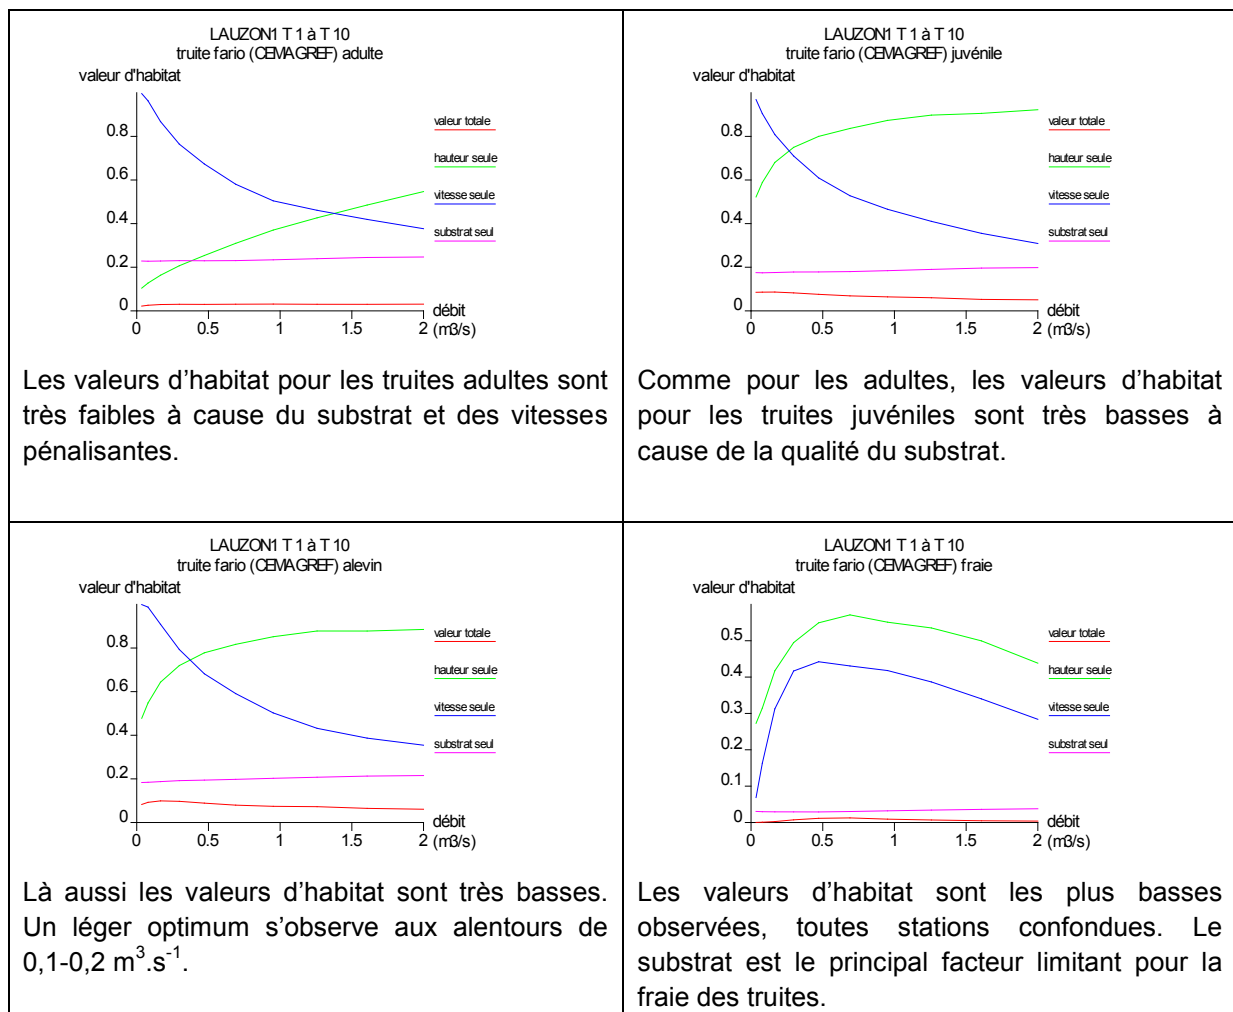 LAUZON1 T 1 à T 10
truite fario (CEMAGREF) adulte
valeur d'habitat
0.8
0.6
0.4
0.2
0
0
0.5
1
1.5
2
débit
(m3/s)
valeur totale
hauteur seule
vitesse seule
substrat seul
Les valeurs d’habitat pour les truites adultes sont
très faibles à cause du substrat et des vitesses
pénalisantes.
LAUZON1 T 1 à T 10
truite fario (CEMAGREF) juvénile
valeur d'habitat
0.8
0.6
0.4
0.2
0
0
0.5
1
1.5
2
débit
(m3/s)
valeur totale
hauteur seule
vitesse seule
substrat seul
Comme pour les adultes, les valeurs d’habitat
pour les truites juvéniles sont très basses à
cause de la qualité du substrat.
LAUZON1 T 1 à T 10
truite fario (CEMAGREF) alevin
valeur d'habitat
0.8
0.6
0.4
0.2
0
0
0.5
1
1.5
2
débit
(m3/s)
valeur totale
hauteur seule
vitesse seule
substrat seul
Là aussi les valeurs d’habitat sont très basses.
Un léger optimum s’observe aux alentours de
0,1-0,2 m³.s⁻¹.
LAUZON1 T 1 à T 10
truite fario (CEMAGREF) fraie
valeur d'habitat
0.5
0.4
0.3
0.2
0.1
0
0
0.5
1
1.5
2
débit
(m3/s)
valeur totale
hauteur seule
vitesse seule
substrat seul
Les valeurs d’habitat sont les plus basses
observées, toutes stations confondues. Le
substrat est le principal facteur limitant pour la
fraie des truites.